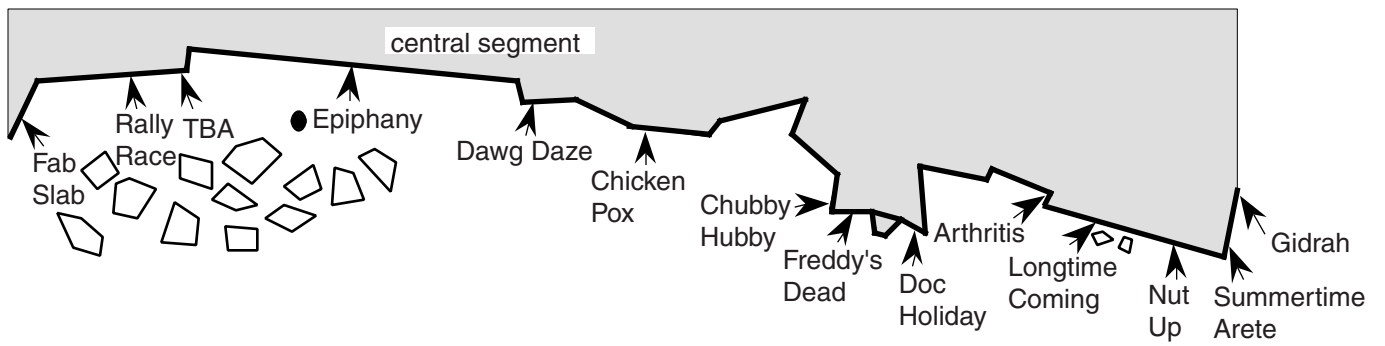 central segment
Fab
Slab
Rally
Race
TBA
Epiphany
Dawg Daze
Chicken
Pox
Chubby
Hubby
Freddy's
Dead
Doc
Holiday
Arthritis
Longtime
Coming
Nut
Up
Summertime
Arete
Gidrah